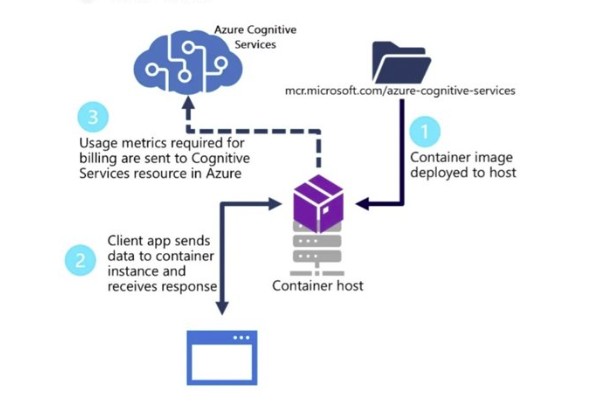 Azure Cognitive
Services
mcr.microsoft.com/azure-cognitive-services
1
Container image
deployed to host
3
Usage metrics required for
billing are sent to Cognitive
Services resource in Azure
2
Client app sends
data to container
instance and
receives response
Container host